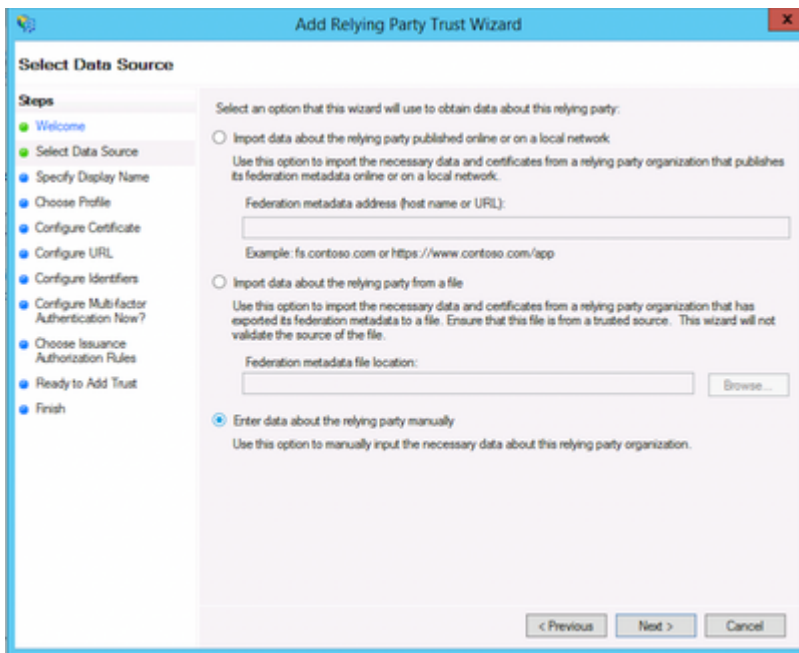 Add Relying Party Trust Wizard
x
Select Data Source
Steps
Welcome
Select Data Source
Specify Display Name
Choose Profile
Configure Certificate
Configure URL
Configure Identifiers
Configure Multi-factor
Authentication Now?
Choose Issuance
Authorization Rules
Ready to Add Trust
Finish
Select an option that this wizard will use to obtain data about this relying party:
Import data about the relying party published online or on a local network
Use this option to import the necessary data and certificates from a relying party organization that publishes
its federation metadata online or on a local network.
Federation metadata address (host name or URL):
Example: fs.contoso.com or https://www.contoso.com/app
Import data about the relying party from a file
Use this option to import the necessary data and certificates from a relying party organization that has
exported its federation metadata to a file. Ensure that this file is from a trusted source. This wizard will not
validate the source of the file.
Federation metadata file location:
Browse...
Enter data about the relying party manually
Use this option to manually input the necessary data about this relying party organization.
< Previous
Next >
Cancel